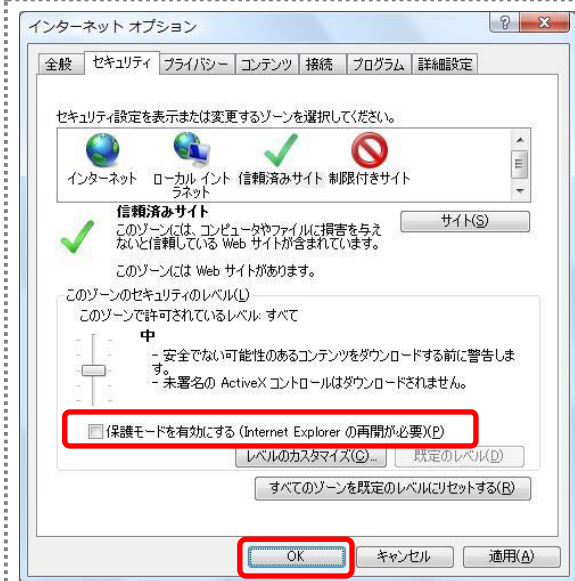 インターネット オプション
全般 セキュリティ プライバシー コンテンツ 接続 プログラム 詳細設定
セキュリティ設定を表示または変更するゾーンを選択してください。
インターネット ローカル イント 信頼済みサイト 制限付きサイト
ラネット
信頼済みサイト
サイト(S)
このゾーンには、コンピュータやファイルに損害を与え
ないと信頼している Web サイトが含まれています。
このゾーンには Web サイトがあります。
このゾーンのセキュリティのレベル(L)
このゾーンで許可されているレベル: すべて
中
- 安全でない可能性のあるコンテンツをダウンロードする前に警告しま
す。
- 未署名の ActiveX コントロールはダウンロードされません。
保護モードを有効にする (Internet Explorer の再開が必要)(P)
レベルのカスタマイズ(C)... 既定のレベル(D)
すべてのゾーンを既定のレベルにリセットする(R)
OK キャンセル 適用(A)